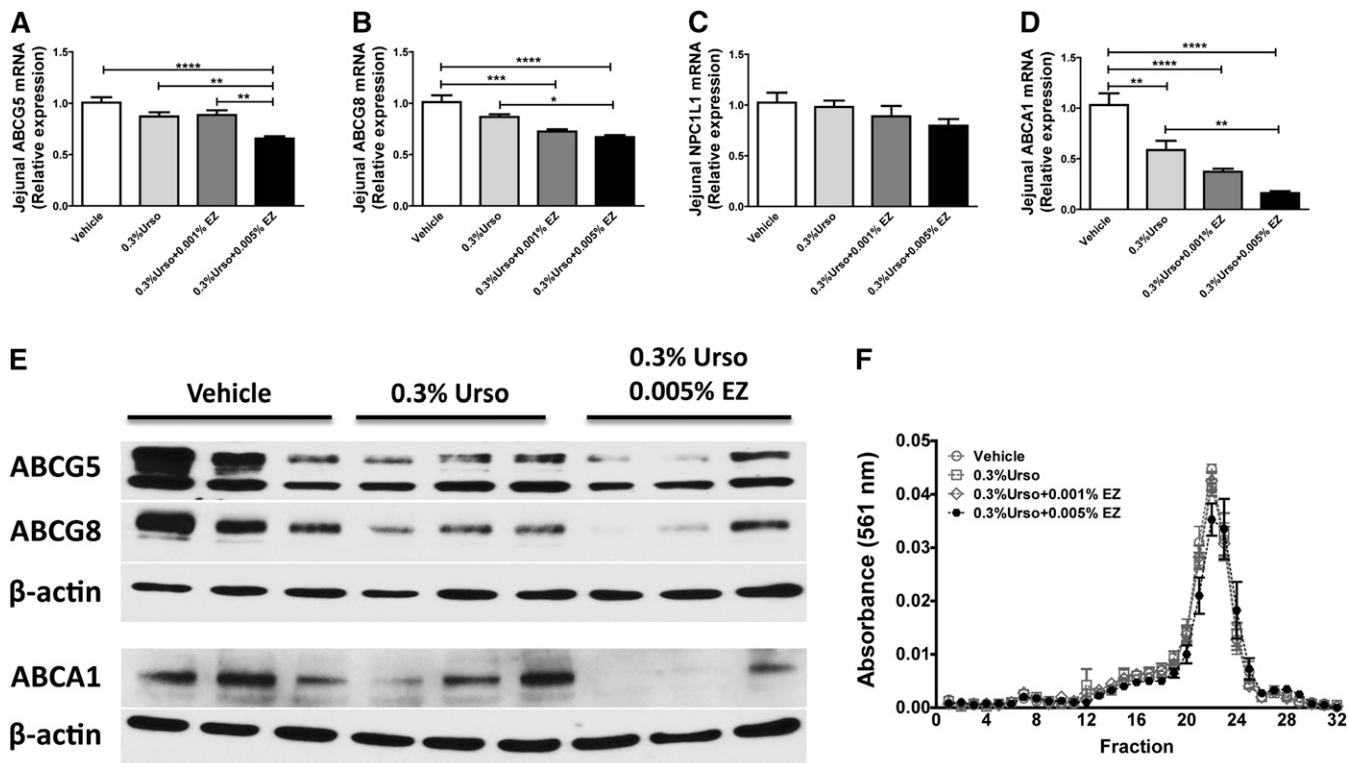 A
Jejunal ABCG5 mRNA
(Relative expression)
1.5
1.0
0.5
0.0
****
**
**
Vehicle
0.3%Urso
0.3%Urso+0.001% EZ
0.3%Urso+0.005% EZ
B
Jejunal ABCG8 mRNA
(Relative expression)
1.5
1.0
0.5
0.0
****
***
*
Vehicle
0.3%Urso
0.3%Urso+0.001% EZ
0.3%Urso+0.005% EZ
C
Jejunal NPC1L1 mRNA
(Relative expression)
1.5
1.0
0.5
0.0
Vehicle
0.3%Urso
0.3%Urso+0.001% EZ
0.3%Urso+0.005% EZ
D
Jejunal ABCA1 mRNA
(Relative expression)
1.5
1.0
0.5
0.0
****
****
**
**
Vehicle
0.3%Urso
0.3%Urso+0.001% EZ
0.3%Urso+0.005% EZ
E
Vehicle
0.3% Urso
0.3% Urso
0.005% EZ
ABCG5
ABCG8
β-actin
ABCA1
β-actin
F
Absorbance (561 nm)
0.05
0.04
0.03
0.02
0.01
0.00
Vehicle
0.3%Urso
0.3%Urso+0.001% EZ
0.3%Urso+0.005% EZ
0 4 8 12 16 20 24 28 32
Fraction